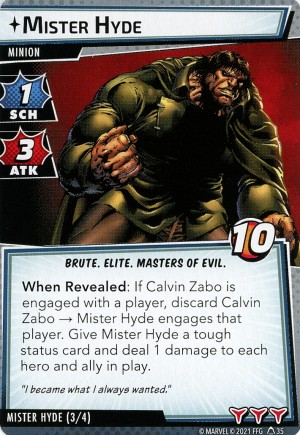 ✦Mister Hyde
MINION
1
SCH
3
ATK
10
BRUTE. ELITE. MASTERS OF EVIL.
When Revealed: If Calvin Zabo is
engaged with a player, discard Calvin
Zabo → Mister Hyde engages that
player. Give Mister Hyde a tough
status card and deal 1 damage to each
hero and ally in play.
"I became what I always wanted."
MISTER HYDE (3/4)
© MARVEL © 2021 FFG 35